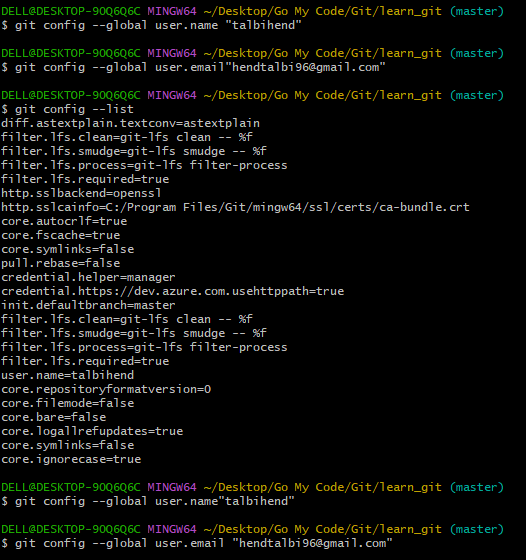 DELL@DESKTOP-90Q6Q6C MINGW64 ~/Desktop/Go My Code/Git/learn_git (master)
$ git config --global user.name "talbihend"
DELL@DESKTOP-90Q6Q6C MINGW64 ~/Desktop/Go My Code/Git/learn_git (master)
$ git config --global user.email"hendtalbi96@gmail.com"
DELL@DESKTOP-90Q6Q6C MINGW64 ~/Desktop/Go My Code/Git/learn_git (master)
$ git config --list
diff.astextplain.textconv=astextplain
filter.lfs.clean=git-lfs clean -- %f
filter.lfs.smudge=git-lfs smudge -- %f
filter.lfs.process=git-lfs filter-process
filter.lfs.required=true
http.sslbackend=openssl
http.sslcainfo=C:/Program Files/Git/mingw64/ssl/certs/ca-bundle.crt
core.autocrlf=true
core.fscache=true
core.symlinks=false
pull.rebase=false
credential.helper=manager
credential.https://dev.azure.com.usehttppath=true
init.defaultbranch=master
filter.lfs.clean=git-lfs clean -- %f
filter.lfs.smudge=git-lfs smudge -- %f
filter.lfs.process=git-lfs filter-process
filter.lfs.required=true
user.name=talbihend
core.repositoryformatversion=0
core.filemode=false
core.bare=false
core.logallrefupdates=true
core.symlinks=false
core.ignorecase=true
DELL@DESKTOP-90Q6Q6C MINGW64 ~/Desktop/Go My Code/Git/learn_git (master)
$ git config --global user.name"talbihend"
DELL@DESKTOP-90Q6Q6C MINGW64 ~/Desktop/Go My Code/Git/learn_git (master)
$ git config --global user.email "hendtalbi96@gmail.com"